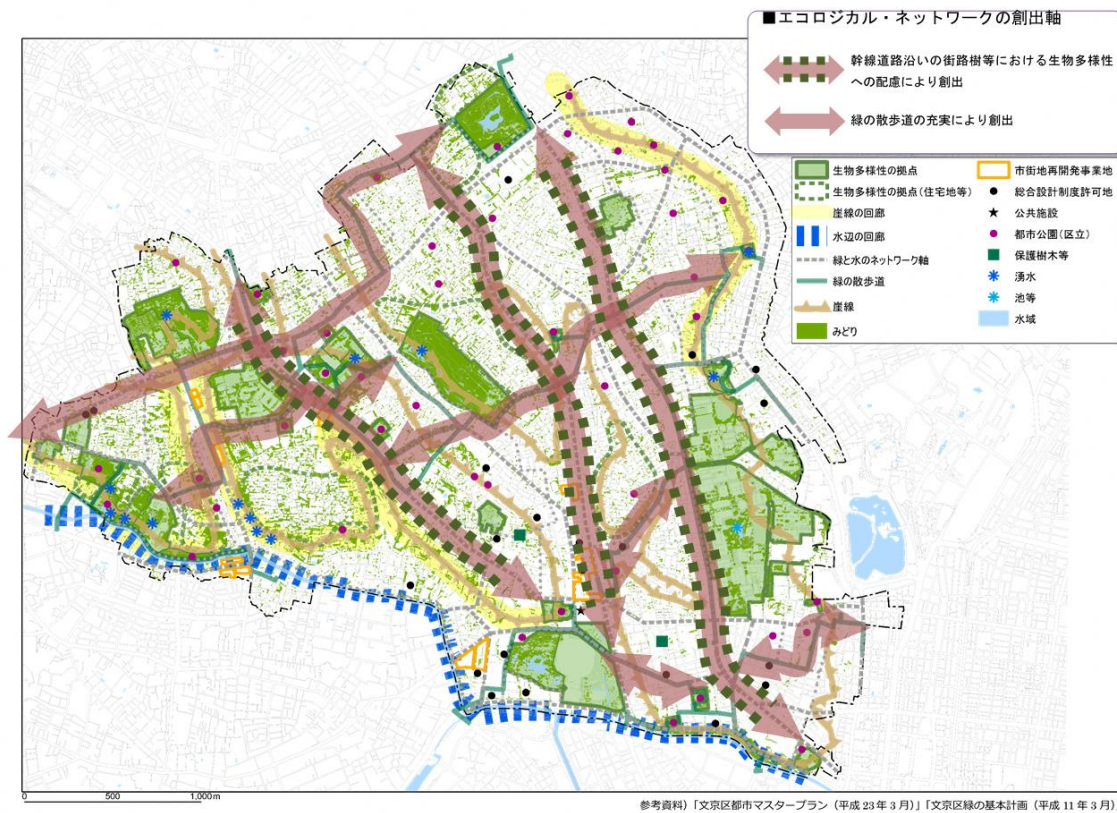 ■エコロジカル・ネットワークの創出軸
幹線道路沿いの街路樹等における生物多様性
への配慮により創出
緑の散歩道の充実により創出
生物多様性の拠点
生物多様性の拠点(住宅地等)
崖線の回廊
水辺の回廊
緑と水のネットワーク軸
緑の散歩道
崖線
みどり
市街地再開発事業地
総合設計制度許可地
公共施設
都市公園(区立)
保護樹木等
湧水
池等
水域
0 500 1,000 m
参考資料)「文京区都市マスタープラン(平成 23 年 3 月)」「文京区緑の基本計画(平成 11 年 3 月)